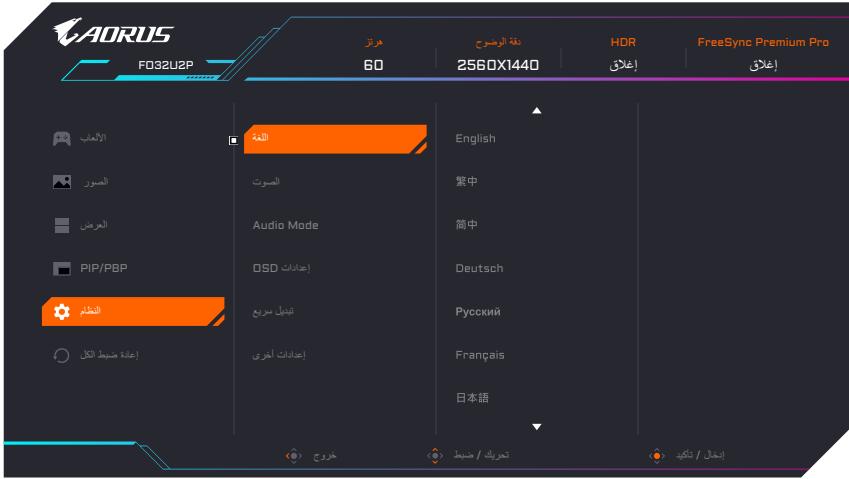 AORUS
FO32U2P
هرتز
60
دقة الوضوح
2560X1440
HDR
إغلاق
FreeSync Premium Pro
إغلاق
الألعاب
الصور
العرض
PIP/PBP
النظام
إعادة ضبط الكل
اللغة
الصوت
Audio Mode
إعدادات OSD
تبديل سريع
إعدادات أخرى
English
繁中
简中
Deutsch
Русский
Français
日本語
خروج
تحريك / ضبط
إدخال / تأكيد